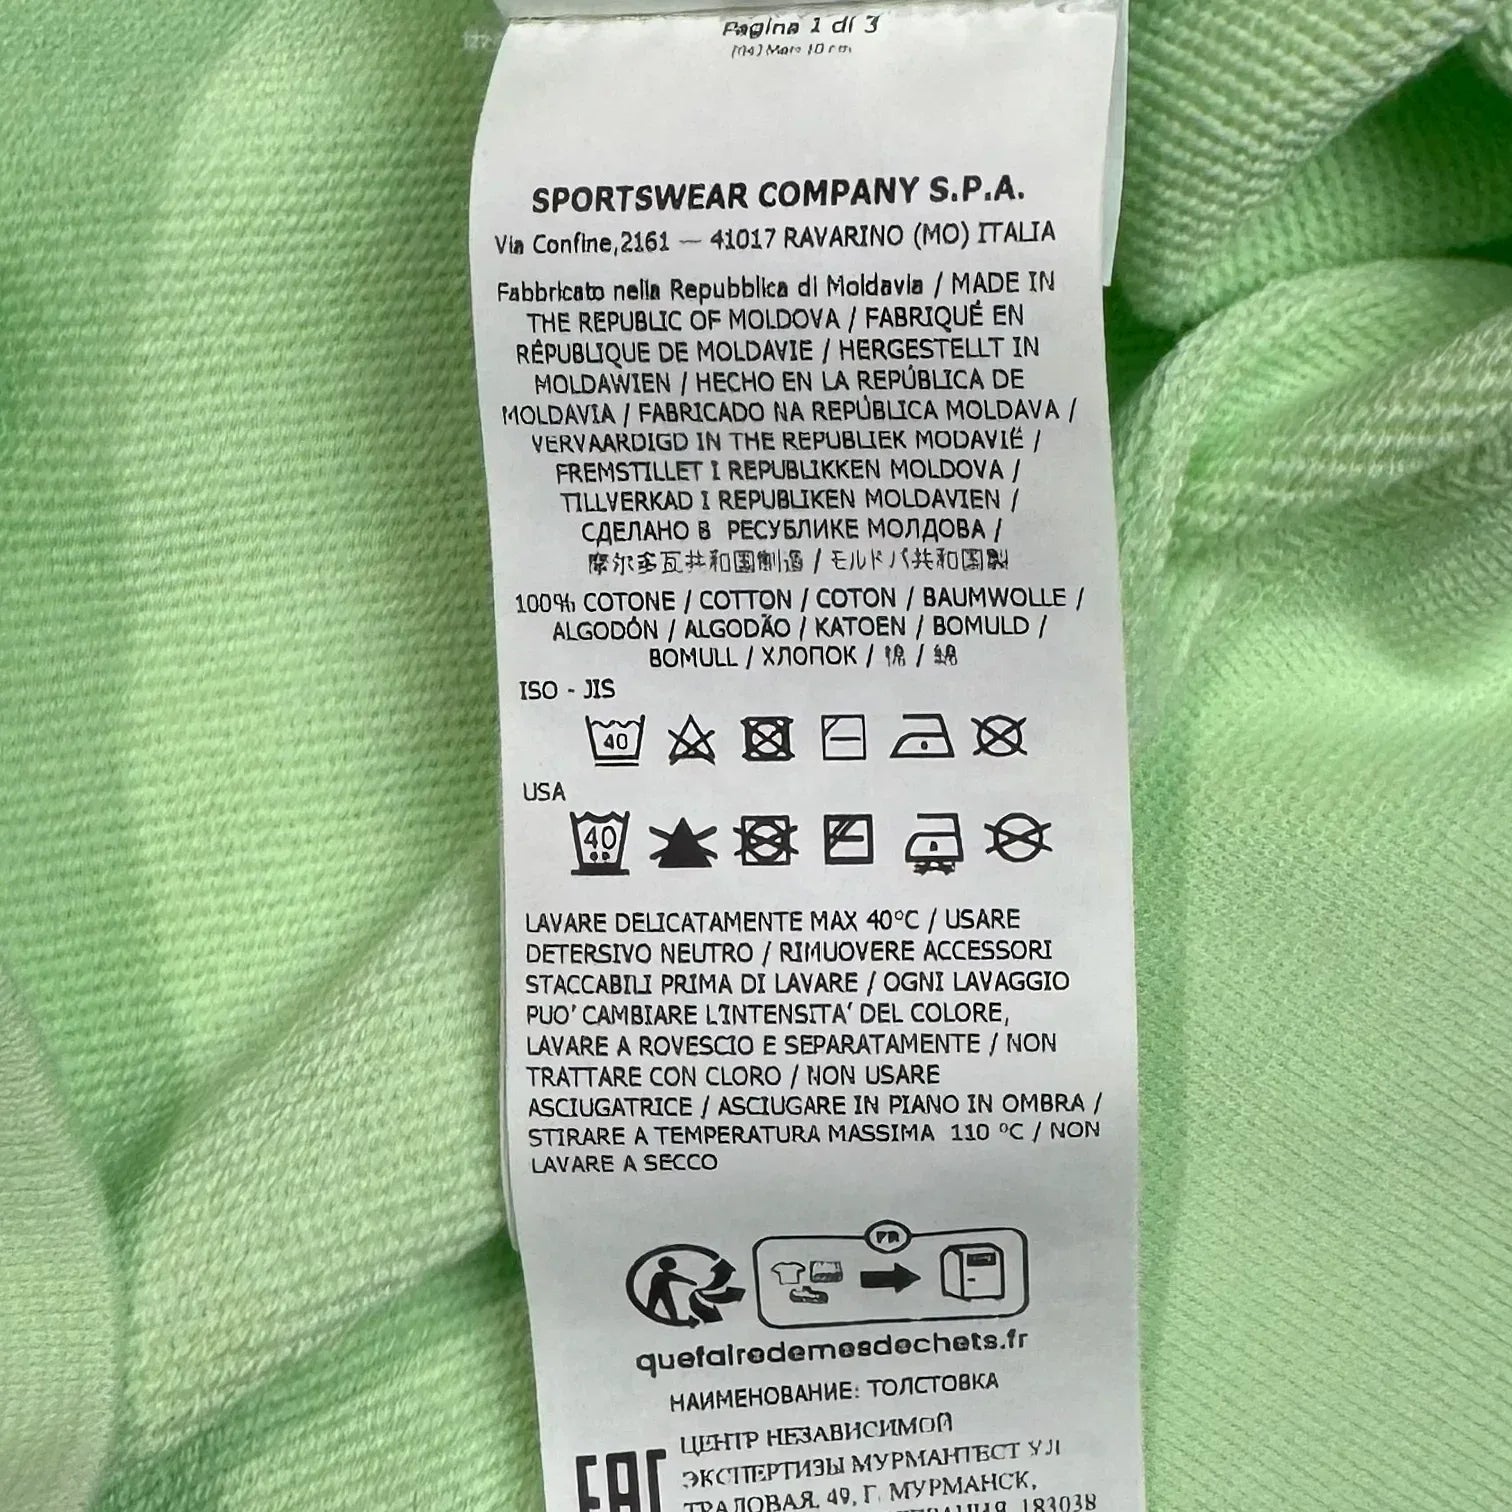 Pagina 1 di 3
SPORTSWEAR COMPANY S.P.A.
Via Confine,2161 — 41017 RAVARINO (MO) ITALIA
Fabbricato nella Repubblica di Moldavia / MADE IN
THE REPUBLIC OF MOLDOVA / FABRIQUÉ EN
RÉPUBLIQUE DE MOLDAVIE / HERGESTELLT IN
MOLDAWIEN / HECHO EN LA REPÚBLICA DE
MOLDAVIA / FABRICADO NA REPÚBLICA MOLDAVA /
VERVAARDIGD IN THE REPUBLIEK MODAVIË /
FREMSTILLET I REPUBLIKKEN MOLDOVA /
TILLVERKAD I REPUBLIKEN MOLDAVIEN /
СДЕЛАНО В РЕСУБЛИКЕ МОЛДОВА /
摩尔多瓦共和国制造 / モルドバ共和国製
100% COTONE / COTTON / COTON / BAUMWOLLE /
ALGODÓN / ALGODÃO / KATOEN / BOMULD /
BOMULL / ХЛОПОК / 棉 / 綿
ISO - JIS
40
USA
40
LAVARE DELICATAMENTE MAX 40°C / USARE
DETERSIVO NEUTRO / RIMUOVERE ACCESSORI
STACCABILI PRIMA DI LAVARE / OGNI LAVAGGIO
PUO' CAMBIARE L'INTENSITA' DEL COLORE,
LAVARE A ROVESCIO E SEPARATAMENTE / NON
TRATTARE CON CLORO / NON USARE
ASCIUGATRICE / ASCIUGARE IN PIANO IN OMBRA /
STIRARE A TEMPERATURA MASSIMA 110 °C / NON
LAVARE A SECCO
FR
quefairedemesdechets.fr
НАИМЕНОВАНИЕ: ТОЛСТОВКА
ЦЕНТР НЕЗАВИСИМОЙ
ЭКСПЕРТИЗЫ МУРМАНТЕСТ УЛ
EAC
ТРАЛОВАЯ, 49, Г. МУРМАНСК,
183038